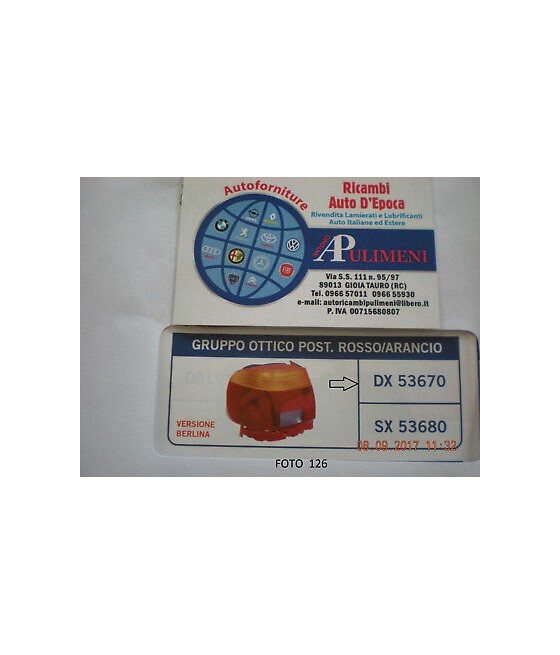 Autoforniture
Ricambi
Auto D'Epoca
Rivendita Lamierati e Lubrificanti
Auto Italiane ed Estere
ANTONIO
APULIMENI
Via S.S. 111 n. 95/97
89013 GIOIA TAURO (RC)
Tel. 0966 57011 0966 55930
e-mail: autoricambipulimeni@libero.it
P. IVA 00715680807
GRUPPO OTTICO POST. ROSSO/ARANCIO
DX 53670
VERSIONE
BERLINA
SX 53680
08.09.2017 11:32
FOTO 126